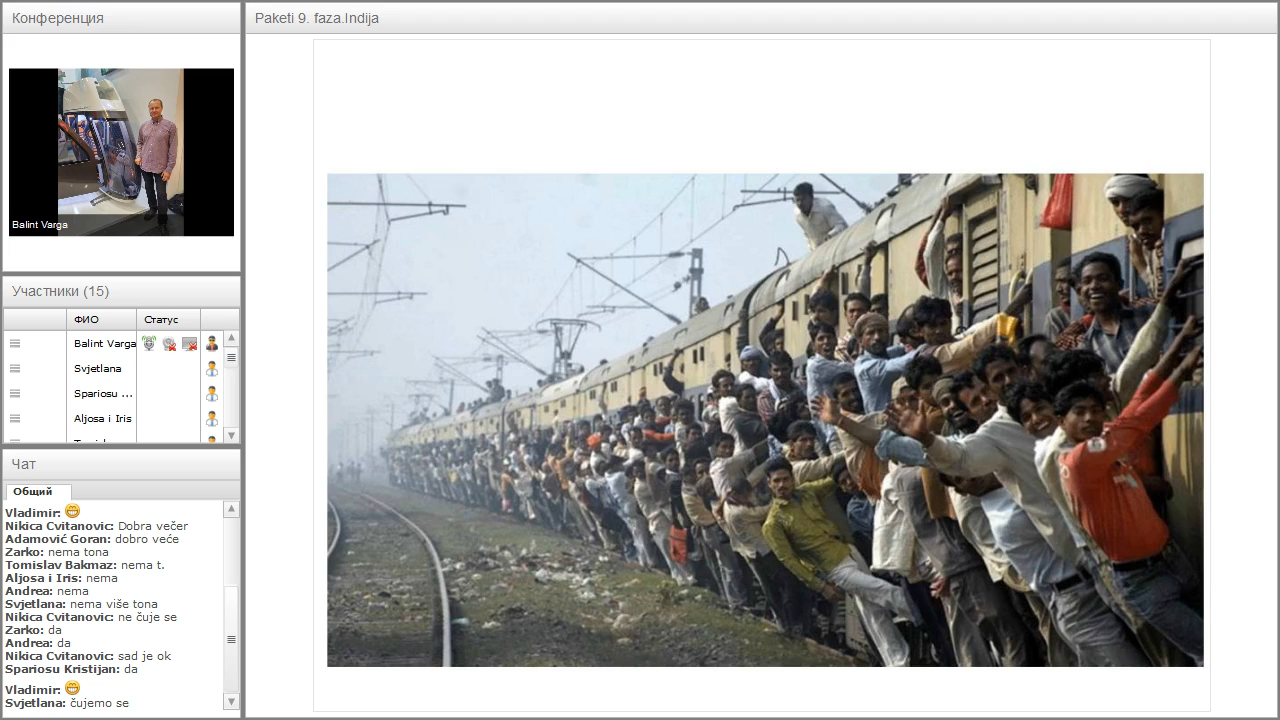 Конференция
Balint Varga
Участники (15)
ФИО
Статус
Balint Varga
Svjetlana
Spariosu ...
Aljosa i Iris
Чат
Общий
Vladimir:
Nikica Cvitanovic: Dobra večer
Adamović Goran: dobro veće
Zarko: nema tona
Tomislav Bakmaz: nema t.
Aljosa i Iris: nema
Andrea: nema
Svjetlana: nema više tona
Nikica Cvitanovic: ne čuje se
Zarko: da
Andrea: da
Nikica Cvitanovic: sad je ok
Spariosu Kristijan: da
Vladimir:
Svjetlana: čujemo se
Paketi 9. faza.Indija